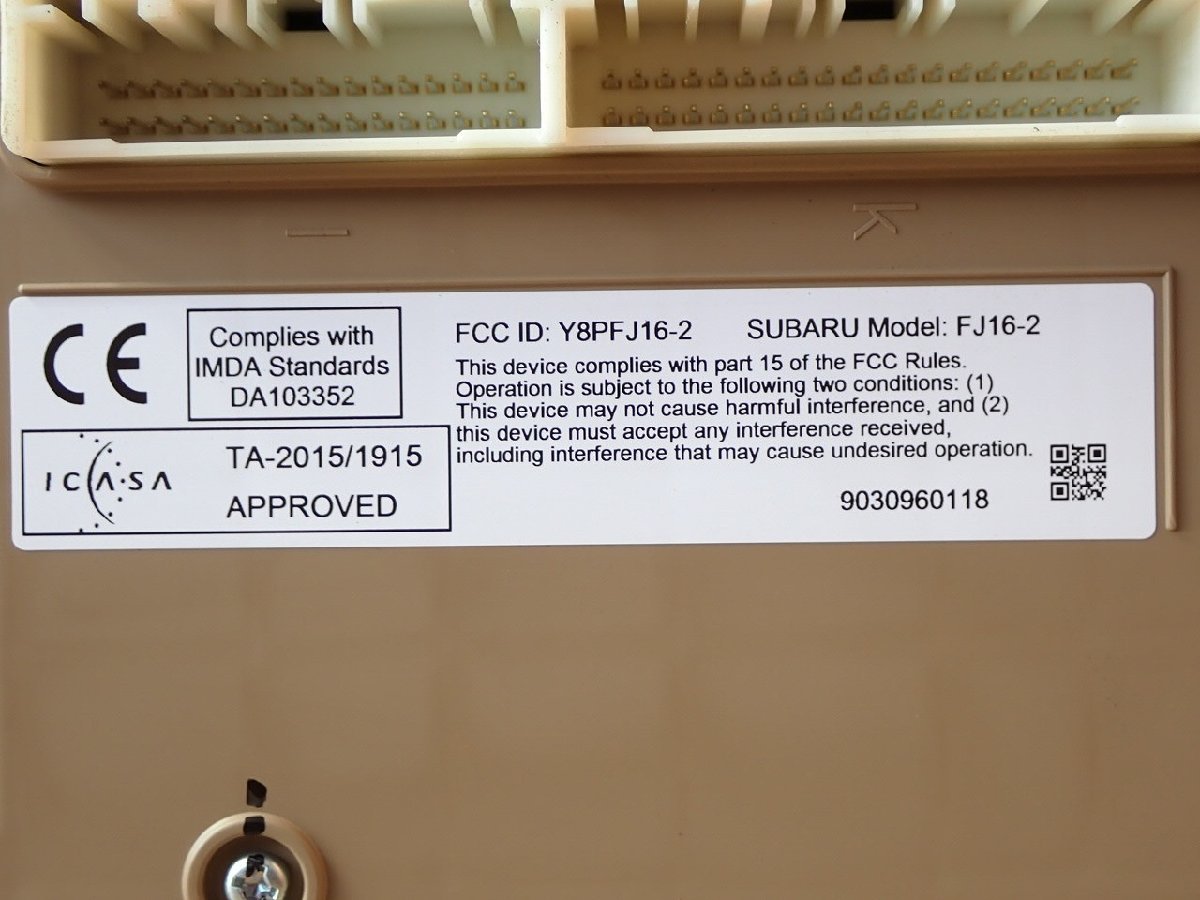 I
K
CE
Complies with
IMDA Standards
DA103352
ICASA
TA-2015/1915
APPROVED
FCC ID: Y8PFJ16-2
SUBARU Model: FJ16-2
This device complies with part 15 of the FCC Rules.
Operation is subject to the following two conditions: (1)
This device may not cause harmful interference, and (2)
this device must accept any interference received,
including interference that may cause undesired operation.
9030960118